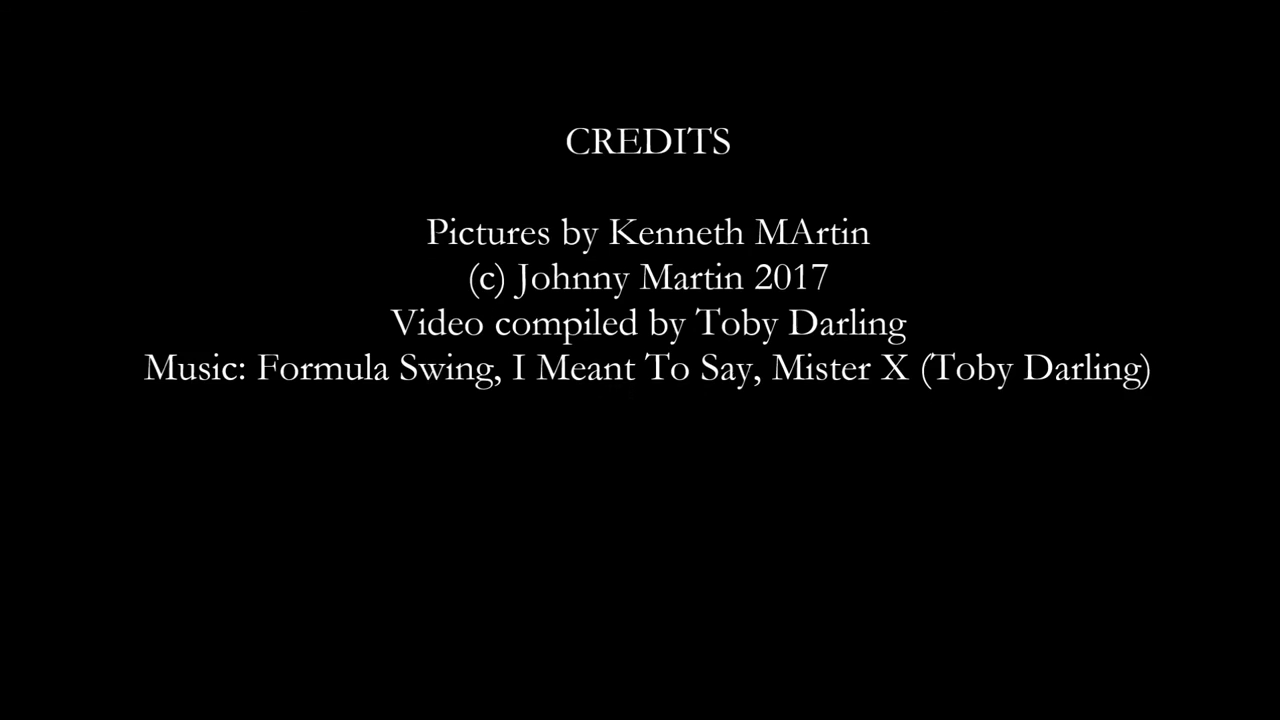 CREDITS
Pictures by Kenneth MArtin
(c) Johnny Martin 2017
Video compiled by Toby Darling
Music: Formula Swing, I Meant To Say, Mister X (Toby Darling)